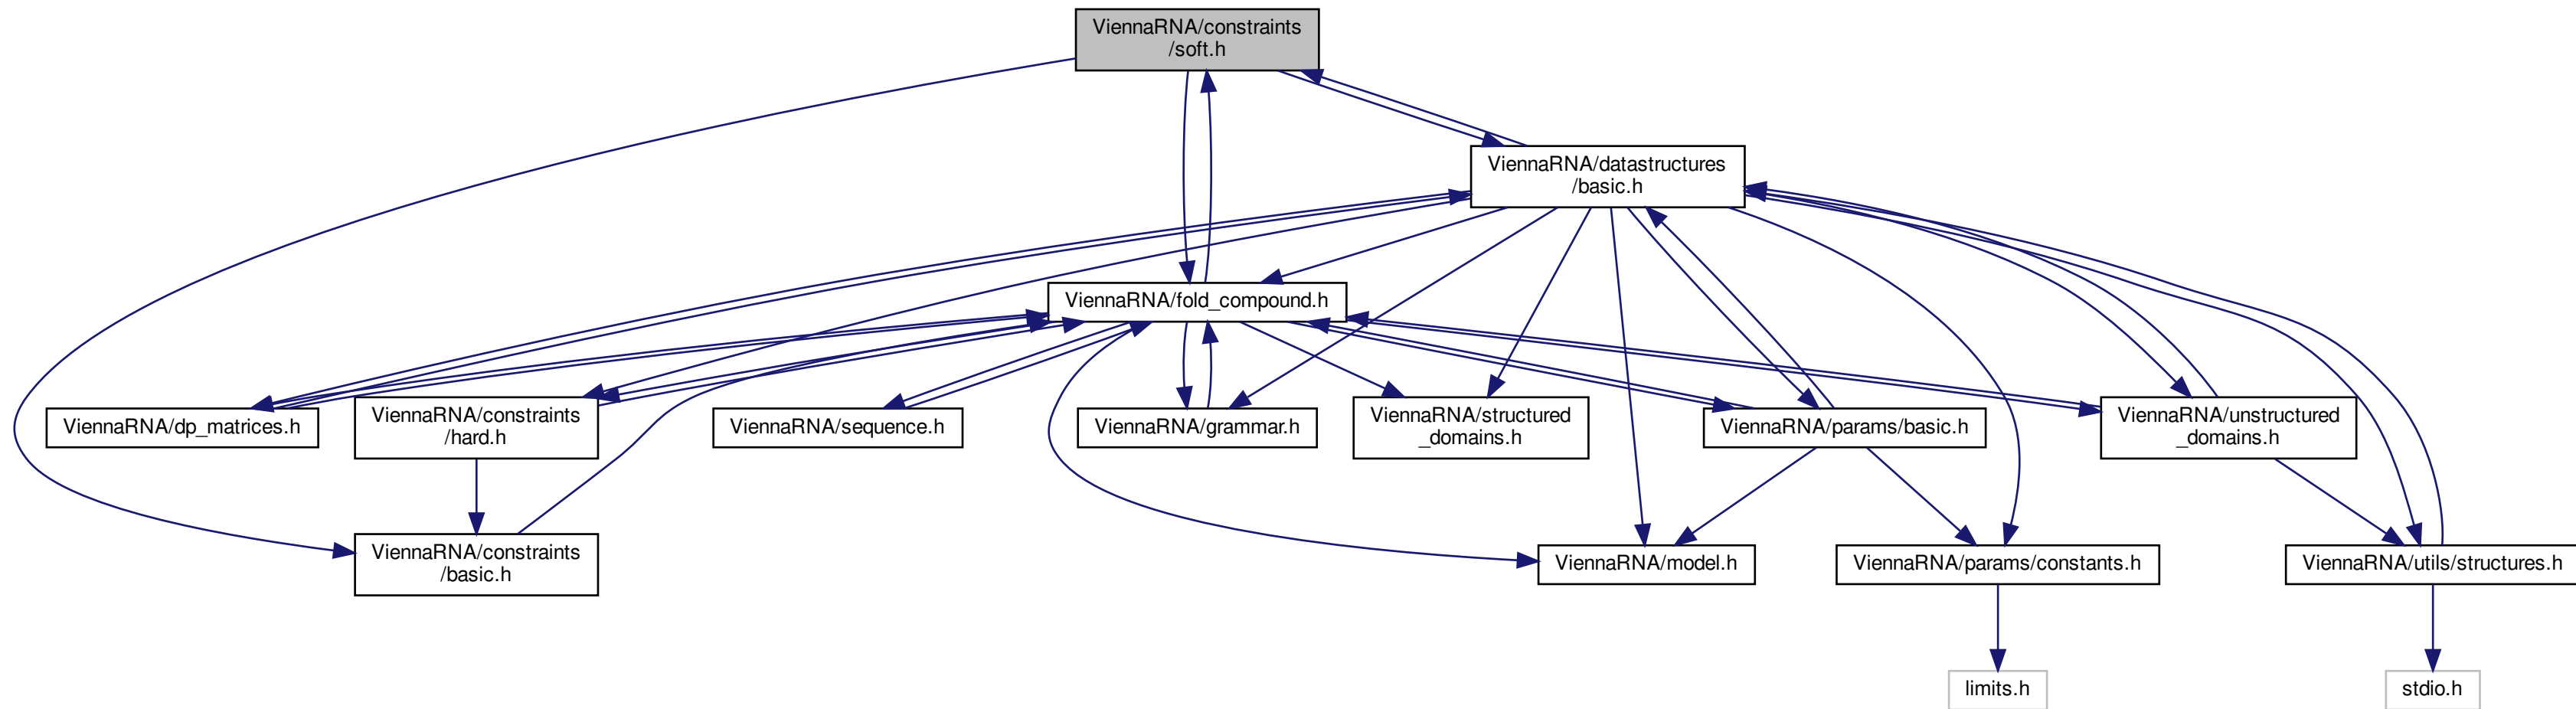 ViennaRNA/constraints
/soft.h
ViennaRNA/datastructures
/basic.h
ViennaRNA/fold_compound.h
ViennaRNA/dp_matrices.h
ViennaRNA/constraints
/hard.h
ViennaRNA/sequence.h
ViennaRNA/grammar.h
ViennaRNA/structured
_domains.h
ViennaRNA/params/basic.h
ViennaRNA/unstructured
_domains.h
ViennaRNA/constraints
/basic.h
ViennaRNA/model.h
ViennaRNA/params/constants.h
ViennaRNA/utils/structures.h
limits.h
stdio.h